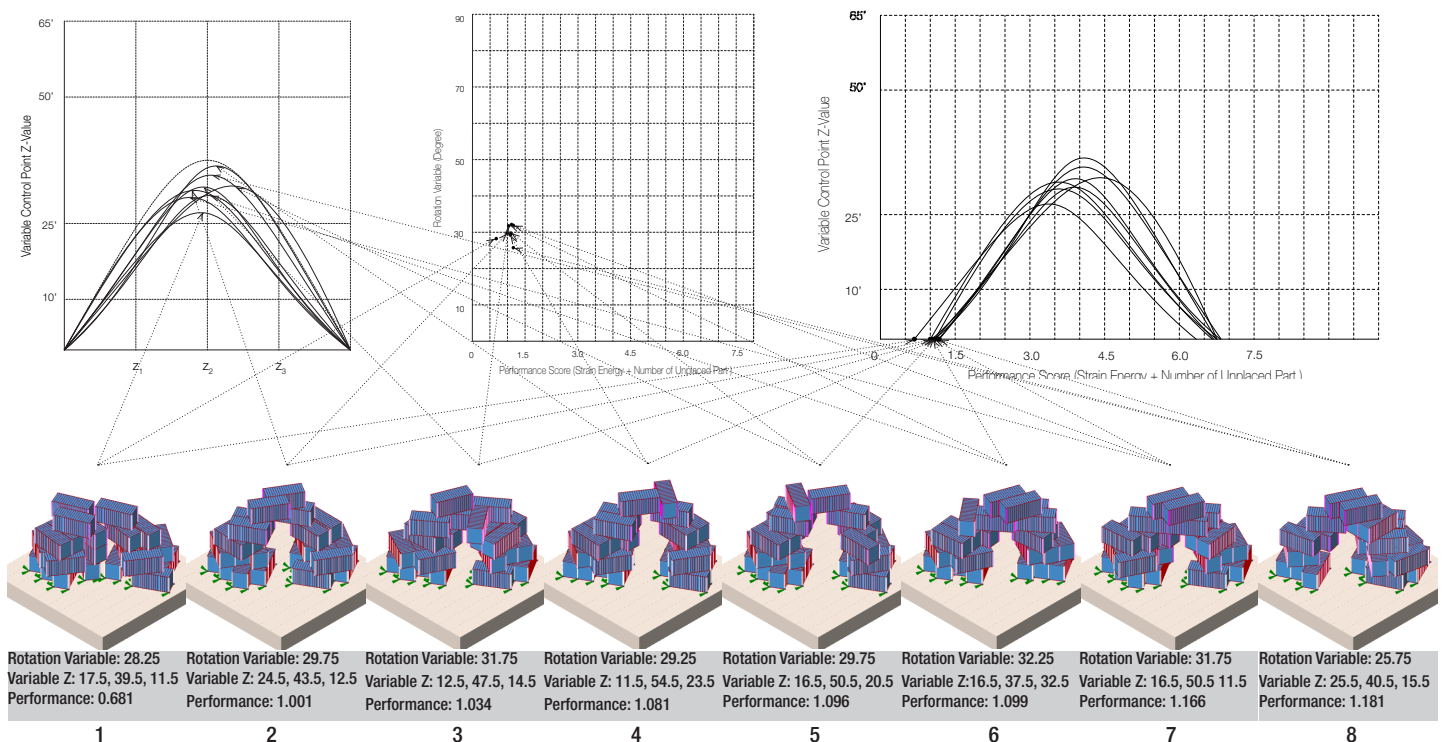 65'
50'
25'
10'
Variable Control Point Z-Value
Z1
Z2
Z3
90
70
50
30
10
Rotation Variable (Degree)
0
1.5
3.0
4.5
6.0
7.5
Performance Score (Strain Energy + Number of Unplaced Part )
65'
50'
25'
10'
Variable Control Point Z-Value
0
1.5
3.0
4.5
6.0
7.5
Performance Score (Strain Energy + Number of Unplaced Part )
Rotation Variable: 28.25
Variable Z: 17.5, 39.5, 11.5
Performance: 0.681
1
Rotation Variable: 29.75
Variable Z: 24.5, 43.5, 12.5
Performance: 1.001
2
Rotation Variable: 31.75
Variable Z: 12.5, 47.5, 14.5
Performance: 1.034
3
Rotation Variable: 29.25
Variable Z: 11.5, 54.5, 23.5
Performance: 1.081
4
Rotation Variable: 29.75
Variable Z: 16.5, 50.5, 20.5
Performance: 1.096
5
Rotation Variable: 32.25
Variable Z:16.5, 37.5, 32.5
Performance: 1.099
6
Rotation Variable: 31.75
Variable Z: 16.5, 50.5 11.5
Performance: 1.166
7
Rotation Variable: 25.75
Variable Z: 25.5, 40.5, 15.5
Performance: 1.181
8